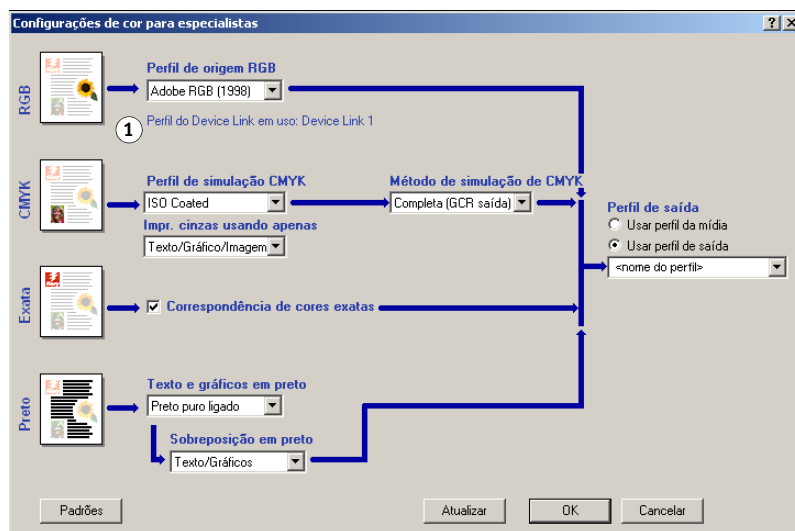 Configurações de cor para especialistas
RGB
Perfil de origem RGB
Adobe RGB (1998)
1
Perfil do Device Link em uso: Device Link 1
CMYK
Perfil de simulação CMYK
ISO Coated
Método de simulação de CMYK
Completa (GCR saída)
Impr. cinzas usando apenas
Texto/Gráfico/Imagem
Perfil de saída
Usar perfil da mídia
Usar perfil de saída
<nome do perfil>
Exata
Correspondência de cores exatas
Preto
Texto e gráficos em preto
Preto puro ligado
Sobreposição em preto
Texto/Gráficos
Padrões
Atualizar
OK
Cancelar